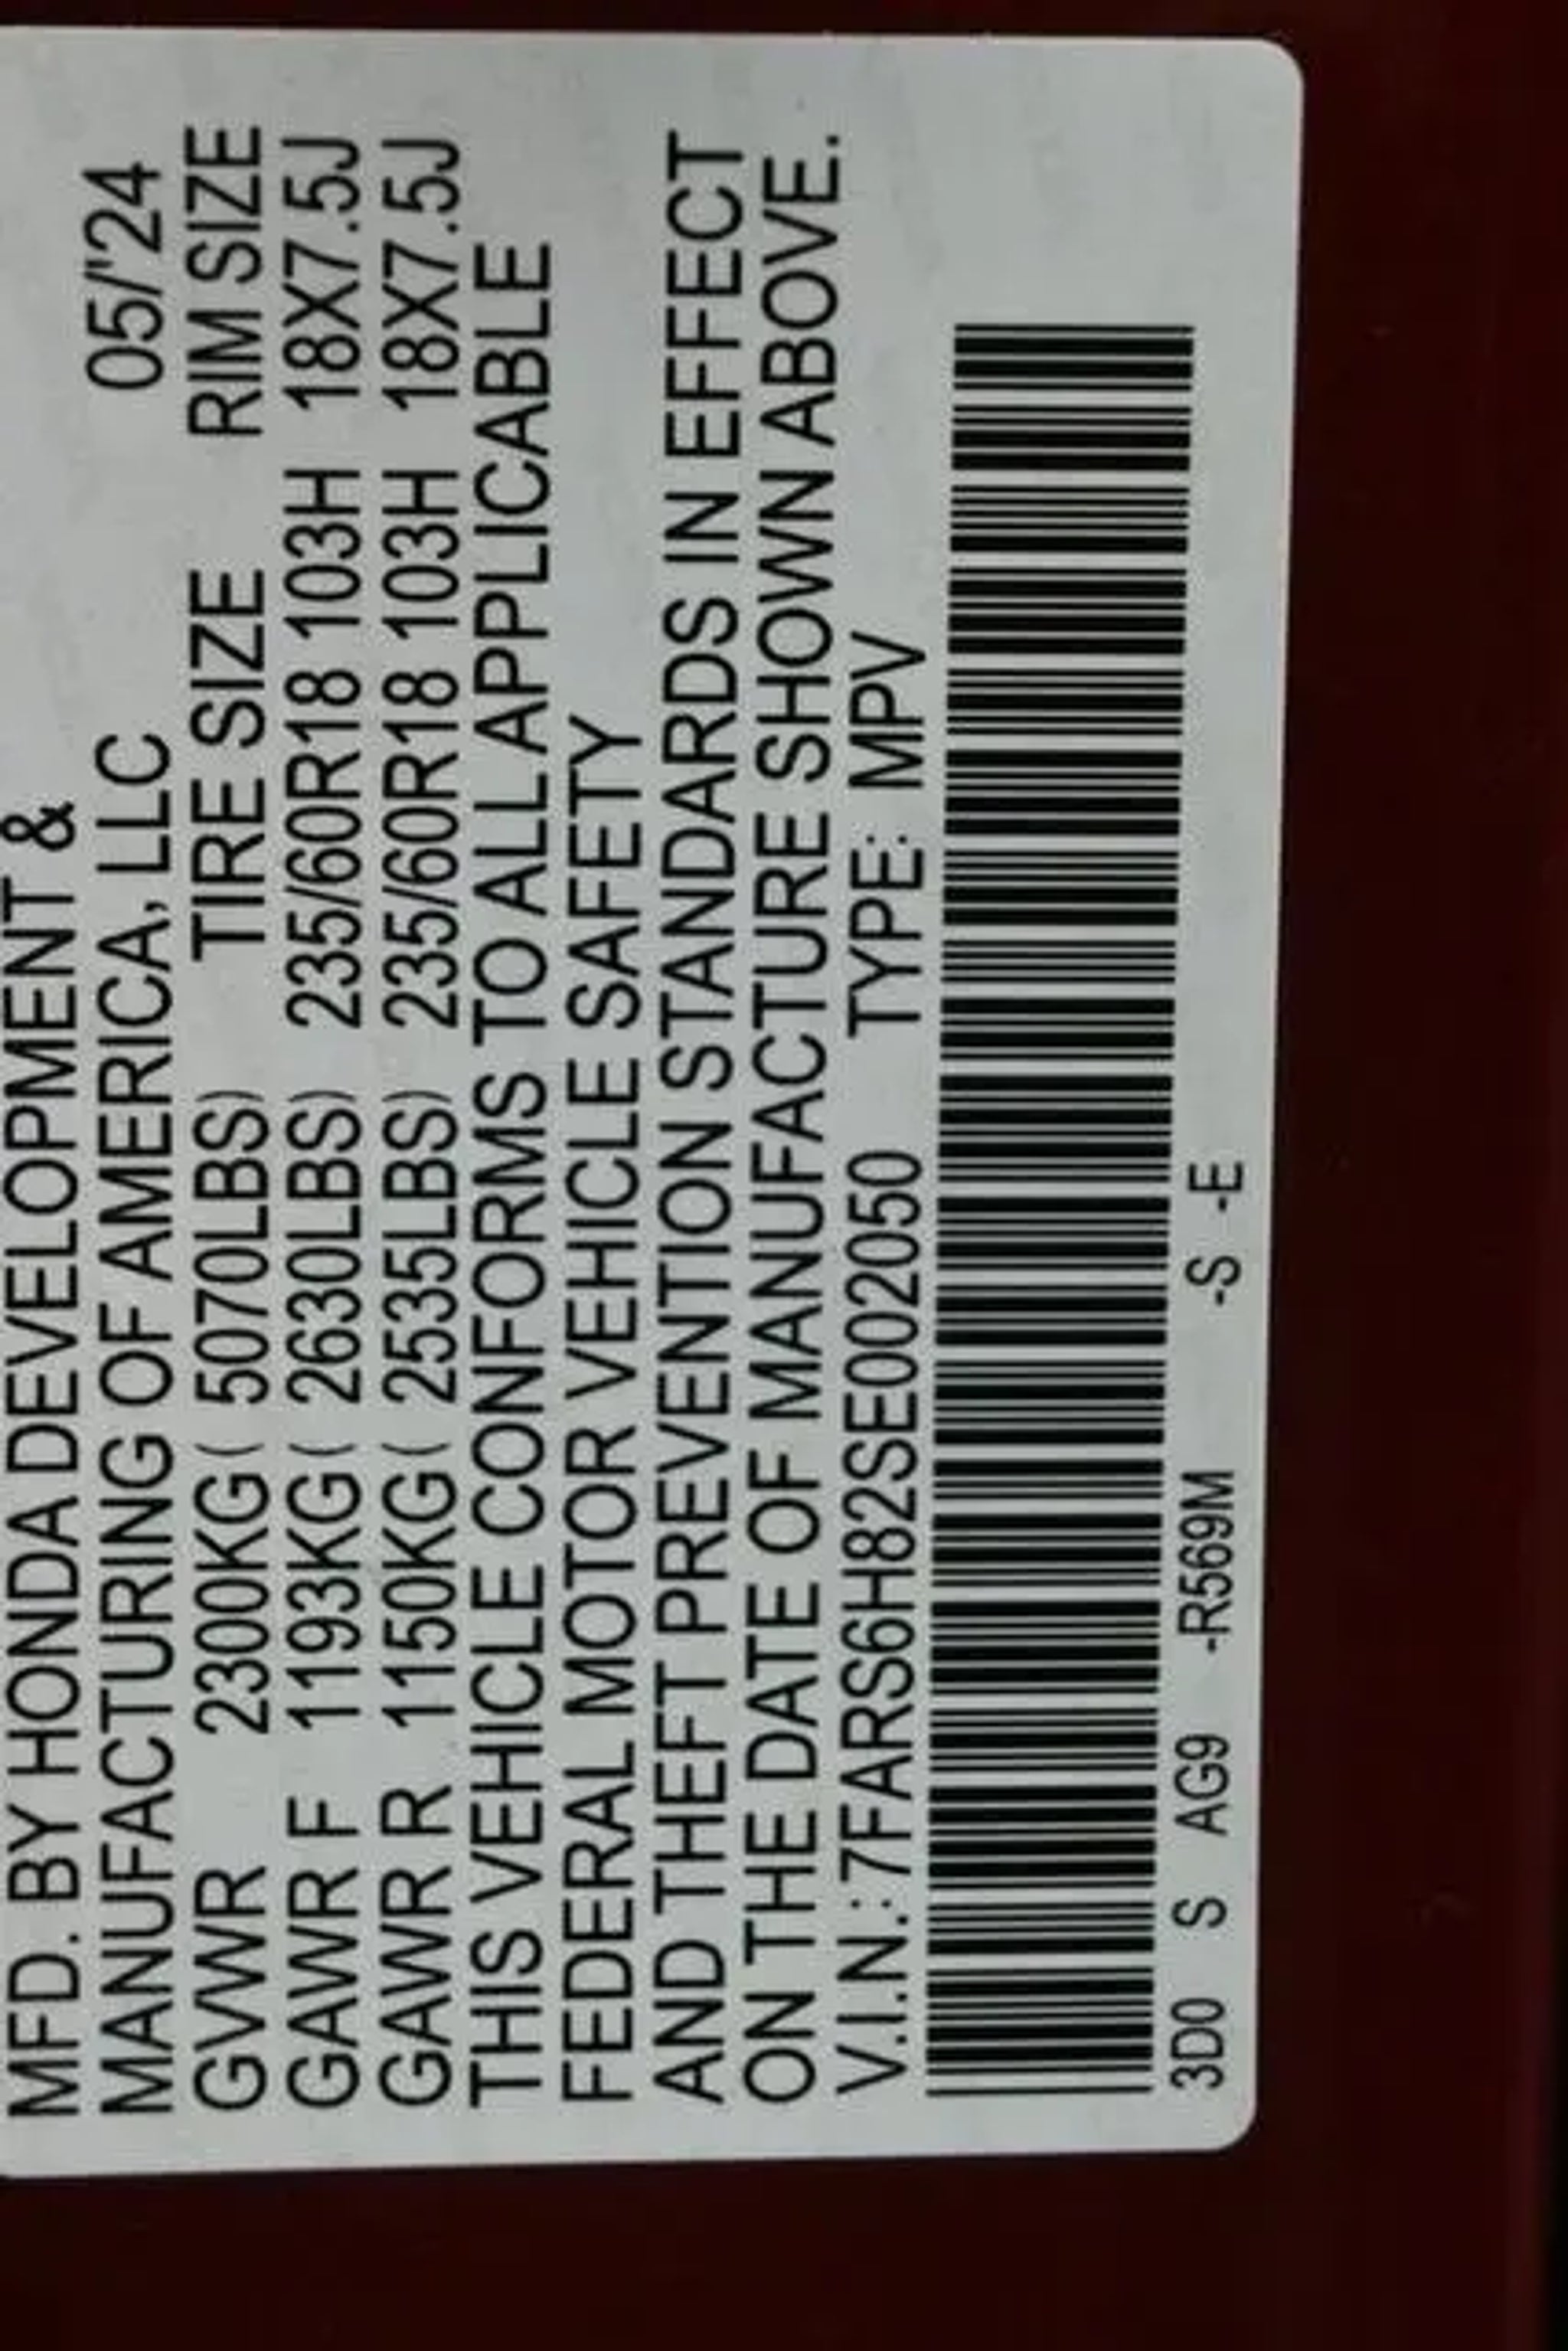 MFD. BY HONDA DEVELOPMENT &
MANUFACTURING OF AMERICA, LLC 05/'24
GVWR 2300KG( 5070LBS) TIRE SIZE RIM SIZE
GAWR F 1193KG( 2630LBS) 235/60R18 103H 18X7.5J
GAWR R 1150KG( 2535LBS) 235/60R18 103H 18X7.5J
THIS VEHICLE CONFORMS TO ALL APPLICABLE
FEDERAL MOTOR VEHICLE SAFETY
AND THEFT PREVENTION STANDARDS IN EFFECT
ON THE DATE OF MANUFACTURE SHOWN ABOVE.
V.I.N.:7FARS6H82SE002050 TYPE: MPV
3D0 S AG9 -R569M -S -E